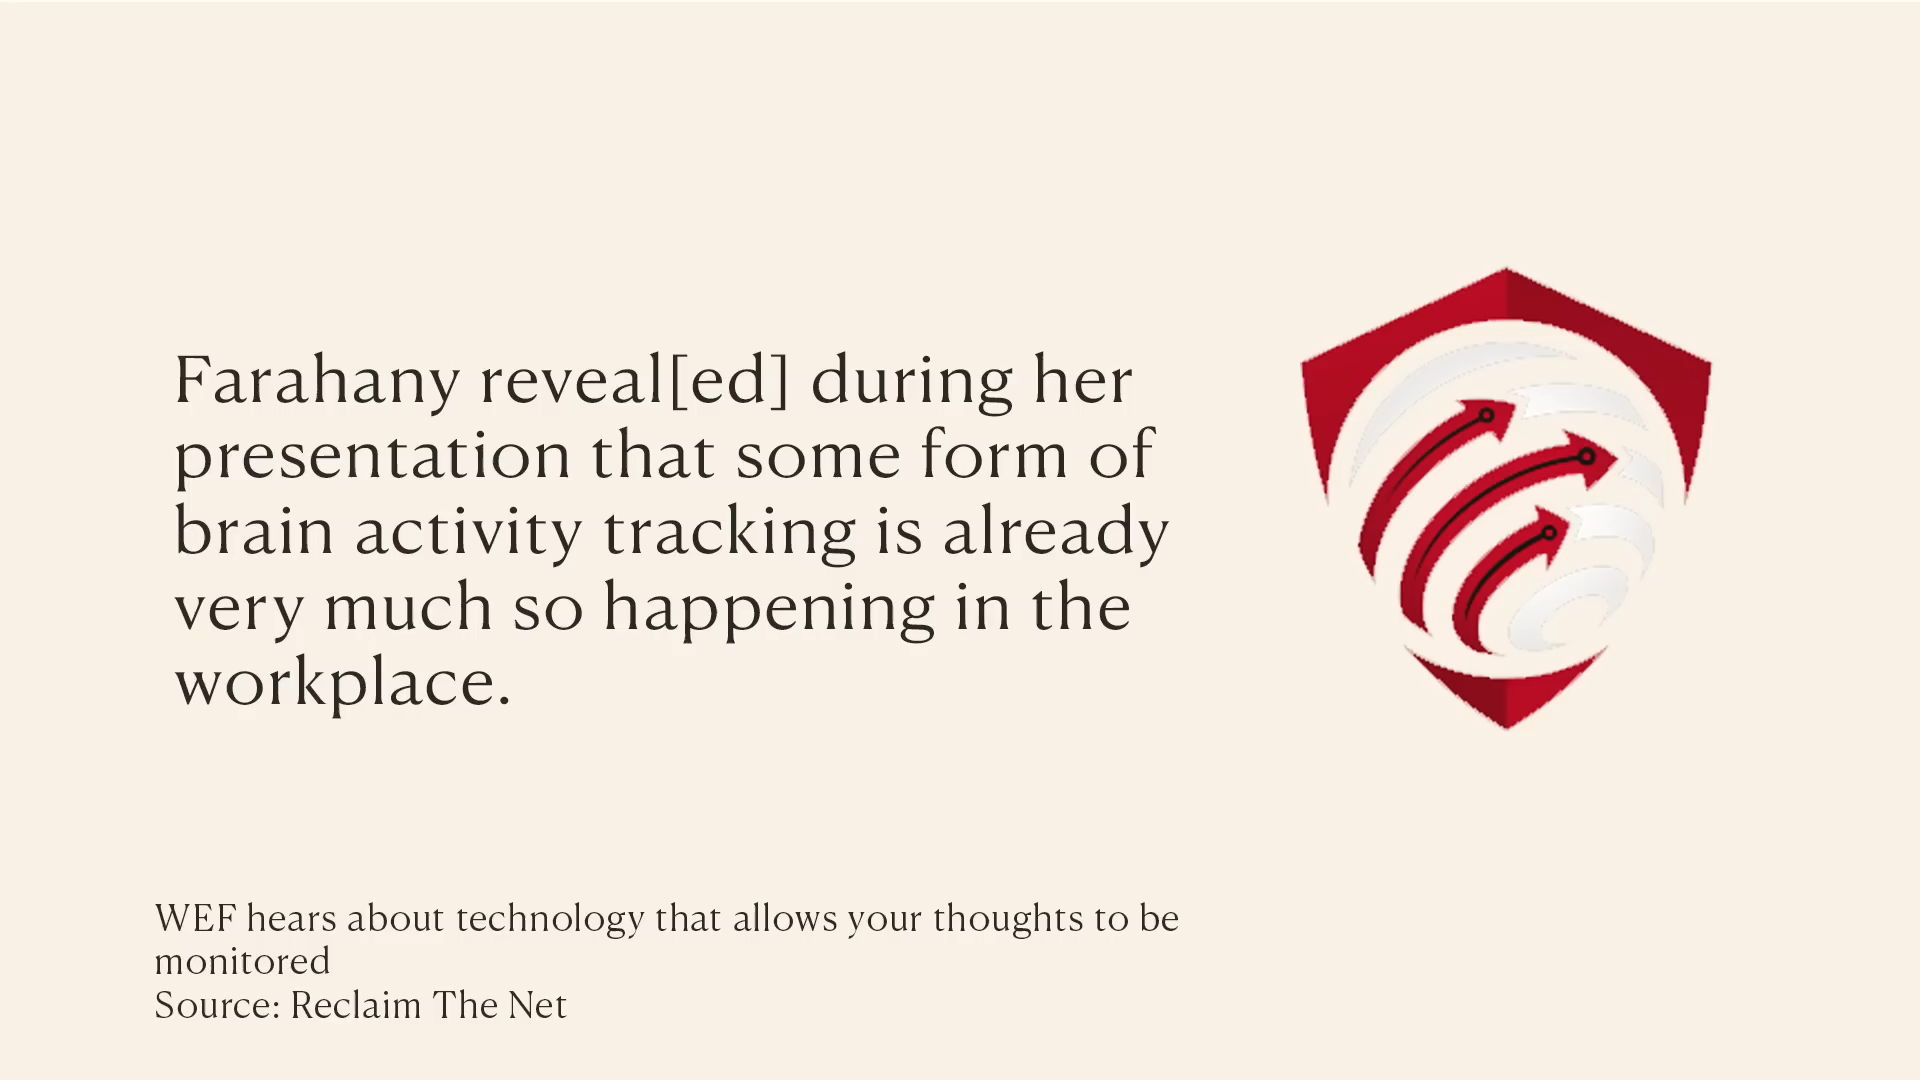 Farahany reveal[ed] during her
presentation that some form of
brain activity tracking is already
very much so happening in the
workplace.
WEF hears about technology that allows your thoughts to be
monitored
Source: Reclaim The Net